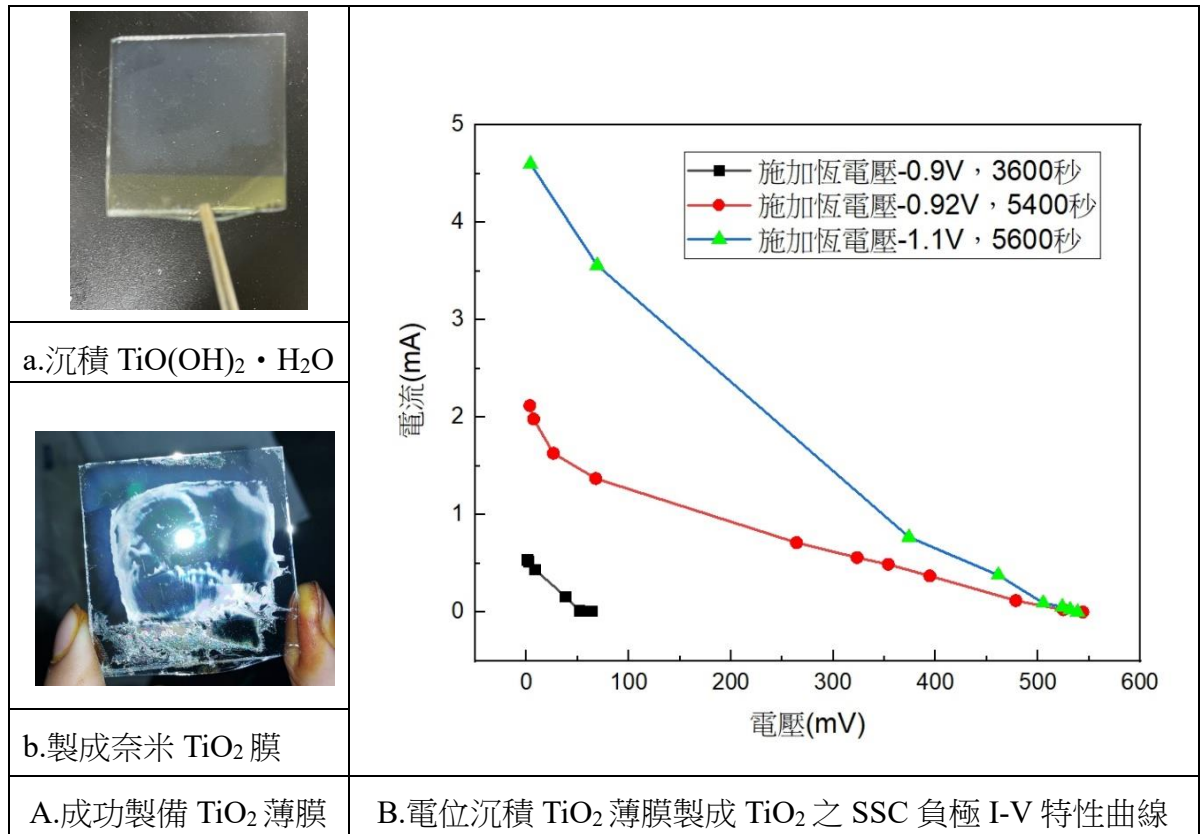 a.沉積 TiO(OH)₂・H₂O
b.製成奈米 TiO₂ 膜
A.成功製備 TiO₂ 薄膜
5
4
3
2
1
0
電流(mA)
施加恆電壓-0.9V，3600秒
施加恆電壓-0.92V，5400秒
施加恆電壓-1.1V，5600秒
0 100 200 300 400 500 600
電壓(mV)
B.電位沉積 TiO₂ 薄膜製成 TiO₂ 之 SSC 負極 I-V 特性曲線